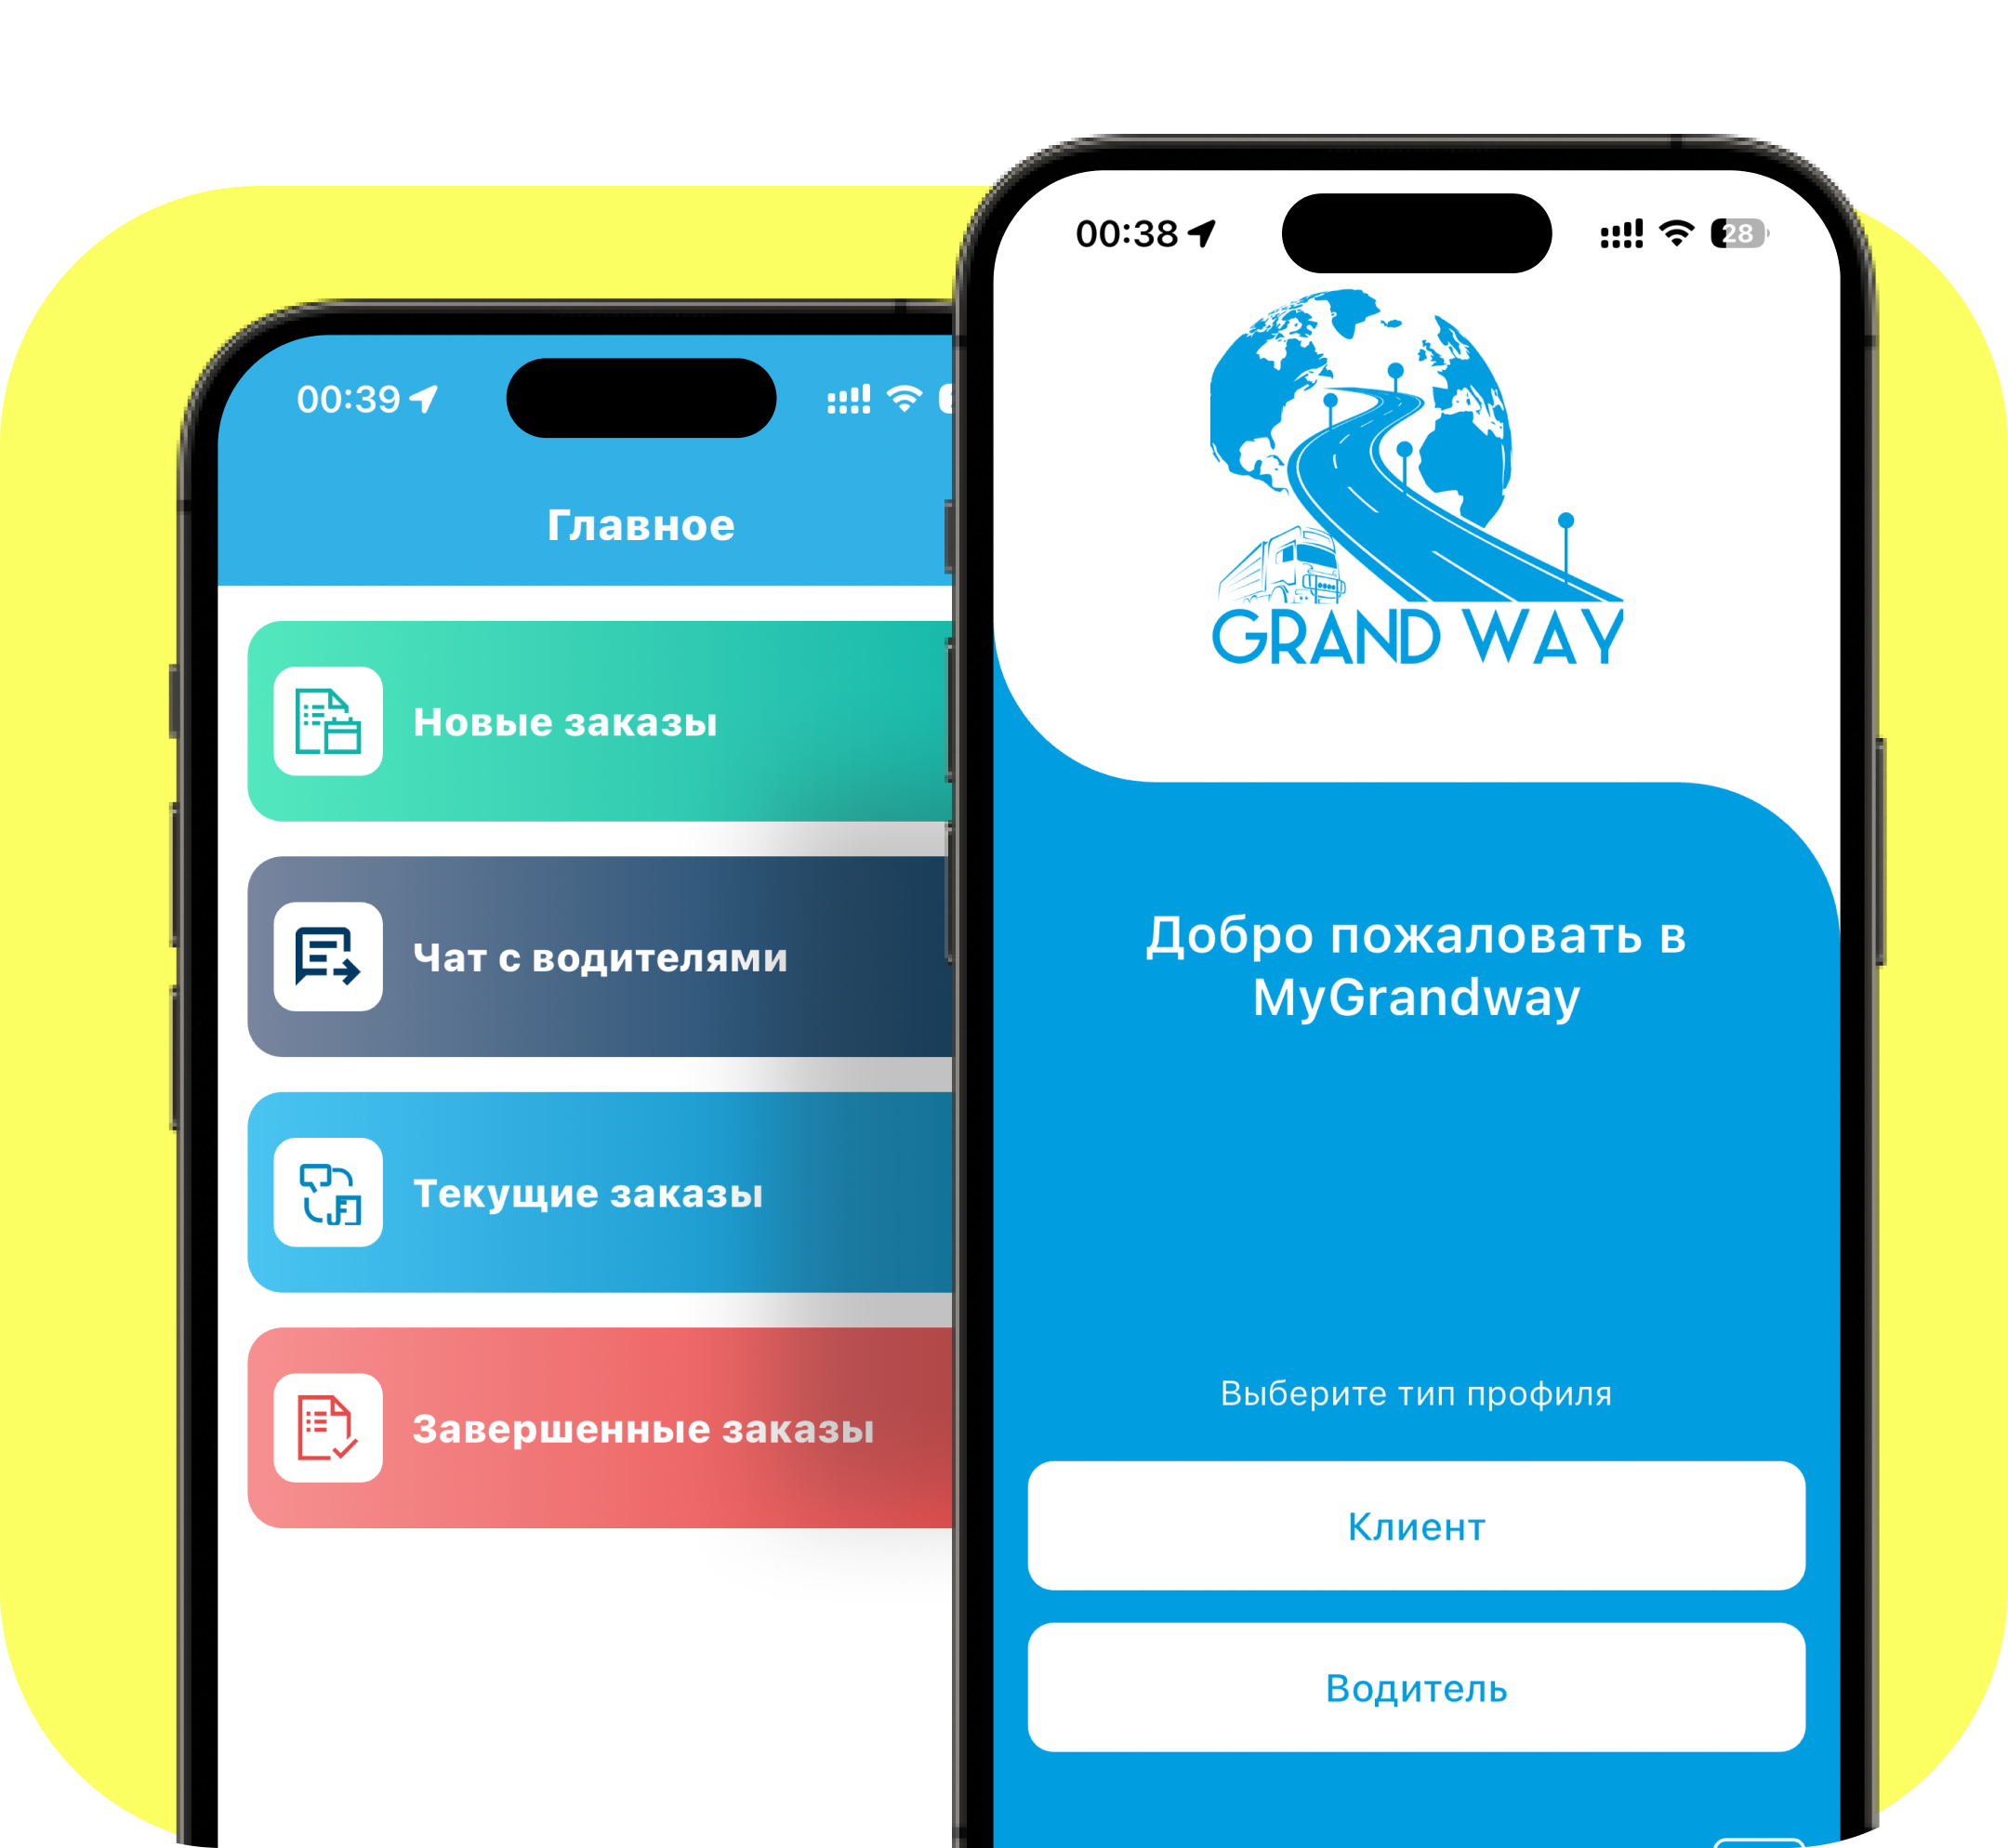 00:39
Главное
Новые заказы
Чат с водителями
Текущие заказы
Завершенные заказы
00:38
28
GRAND WAY
Добро пожаловать в
MyGrandway
Выберите тип профиля
Клиент
Водитель